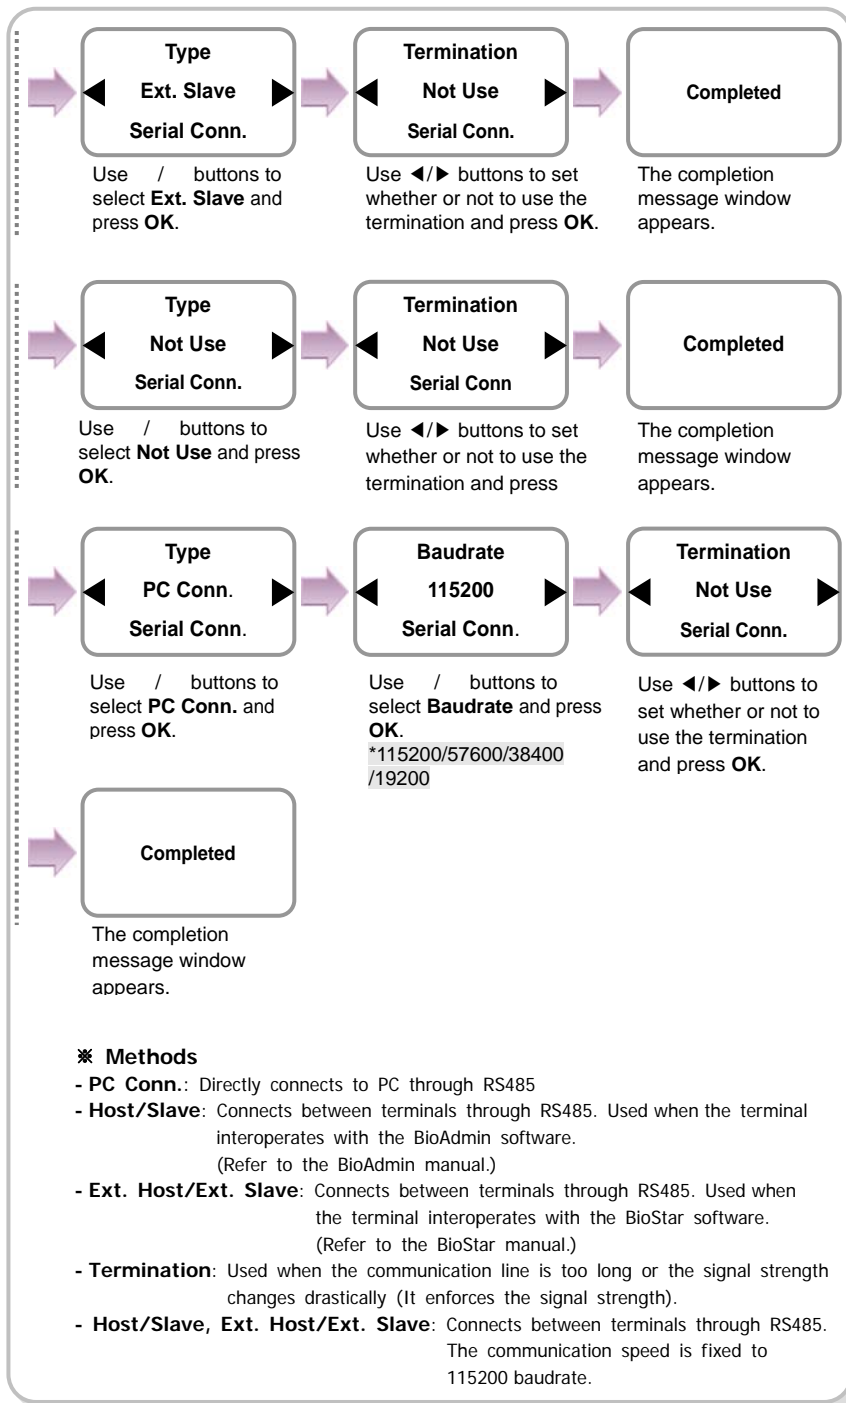 Type
Ext. Slave
Serial Conn.
Use / buttons to
select Ext. Slave and
press OK.
Termination
Not Use
Serial Conn.
Use ◀/▶ buttons to set
whether or not to use the
termination and press OK.
Completed
The completion
message window
appears.
Type
Not Use
Serial Conn.
Use / buttons to
select Not Use and press
OK.
Termination
Not Use
Serial Conn
Use ◀/▶ buttons to set
whether or not to use the
termination and press
Completed
The completion
message window
appears.
Type
PC Conn.
Serial Conn.
Use / buttons to
select PC Conn. and
press OK.
Baudrate
115200
Serial Conn.
Use / buttons to
select Baudrate and press
OK.
*115200/57600/38400
/19200
Termination
Not Use
Serial Conn.
Use ◀/▶ buttons to
set whether or not to
use the termination
and press OK.
Completed
The completion
message window
appears.
※ Methods
- PC Conn.: Directly connects to PC through RS485
- Host/Slave: Connects between terminals through RS485. Used when the terminal
interoperates with the BioAdmin software.
(Refer to the BioAdmin manual.)
- Ext. Host/Ext. Slave: Connects between terminals through RS485. Used when
the terminal interoperates with the BioStar software.
(Refer to the BioStar manual.)
- Termination: Used when the communication line is too long or the signal strength
changes drastically (It enforces the signal strength).
- Host/Slave, Ext. Host/Ext. Slave: Connects between terminals through RS485.
The communication speed is fixed to
115200 baudrate.